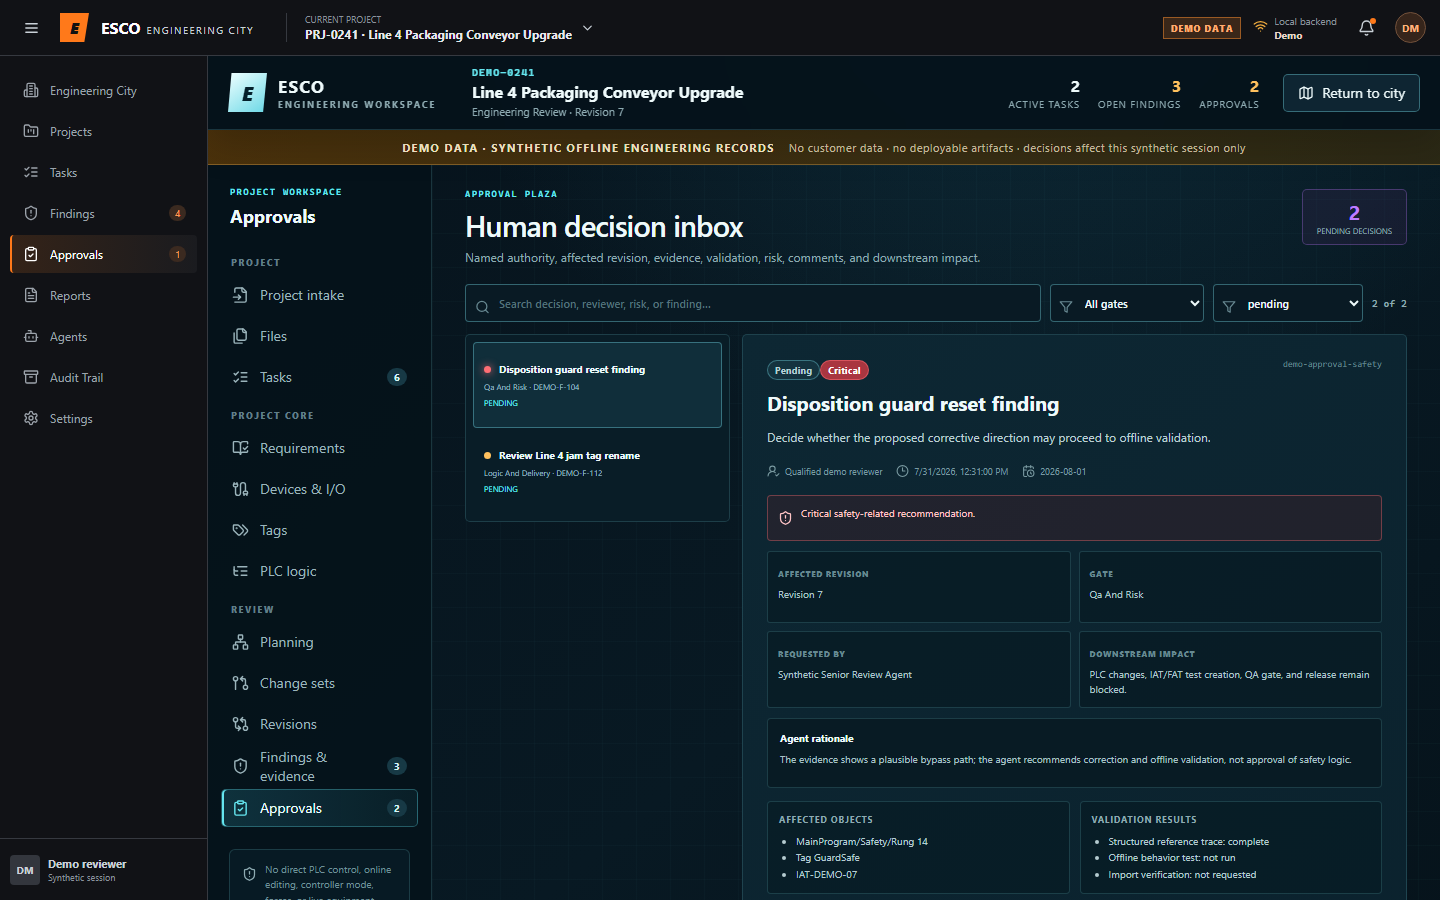 E ESCO ENGINEERING CITY
CURRENT PROJECT
PRJ-0241 · Line 4 Packaging Conveyor Upgrade
DEMO DATA
Local backend
Demo
DM
Engineering City
Projects
Tasks
Findings 4
Approvals 1
Reports
Agents
Audit Trail
Settings
DM
Demo reviewer
Synthetic session
E
ESCO
ENGINEERING WORKSPACE
DEMO-0241
Line 4 Packaging Conveyor Upgrade
Engineering Review · Revision 7
2
ACTIVE TASKS
3
OPEN FINDINGS
2
APPROVALS
Return to city
DEMO DATA · SYNTHETIC OFFLINE ENGINEERING RECORDS No customer data · no deployable artifacts · decisions affect this synthetic session only
PROJECT WORKSPACE
Approvals
PROJECT
Project intake
Files
Tasks 6
PROJECT CORE
Requirements
Devices & I/O
Tags
PLC logic
REVIEW
Planning
Change sets
Revisions
Findings &
evidence 3
Approvals 2
No direct PLC control, online
editing, controller mode,
APPROVAL PLAZA
Human decision inbox
Named authority, affected revision, evidence, validation, risk, comments, and downstream impact.
2
PENDING DECISIONS
Search decision, reviewer, risk, or finding...
All gates
pending
2 of 2
Disposition guard reset finding
Qa And Risk · DEMO-F-104
PENDING
Review Line 4 jam tag rename
Logic And Delivery · DEMO-F-112
PENDING
Pending Critical
demo-approval-safety
Disposition guard reset finding
Decide whether the proposed corrective direction may proceed to offline validation.
Qualified demo reviewer 7/31/2026, 12:31:00 PM 2026-08-01
Critical safety-related recommendation.
AFFECTED REVISION
Revision 7
GATE
Qa And Risk
REQUESTED BY
Synthetic Senior Review Agent
DOWNSTREAM IMPACT
PLC changes, IAT/FAT test creation, QA gate, and release remain
blocked.
Agent rationale
The evidence shows a plausible bypass path; the agent recommends correction and offline validation, not approval of safety logic.
AFFECTED OBJECTS
• MainProgram/Safety/Rung 14
• Tag GuardSafe
• IAT-DEMO-07
VALIDATION RESULTS
• Structured reference trace: complete
• Offline behavior test: not run
• Import verification: not requested